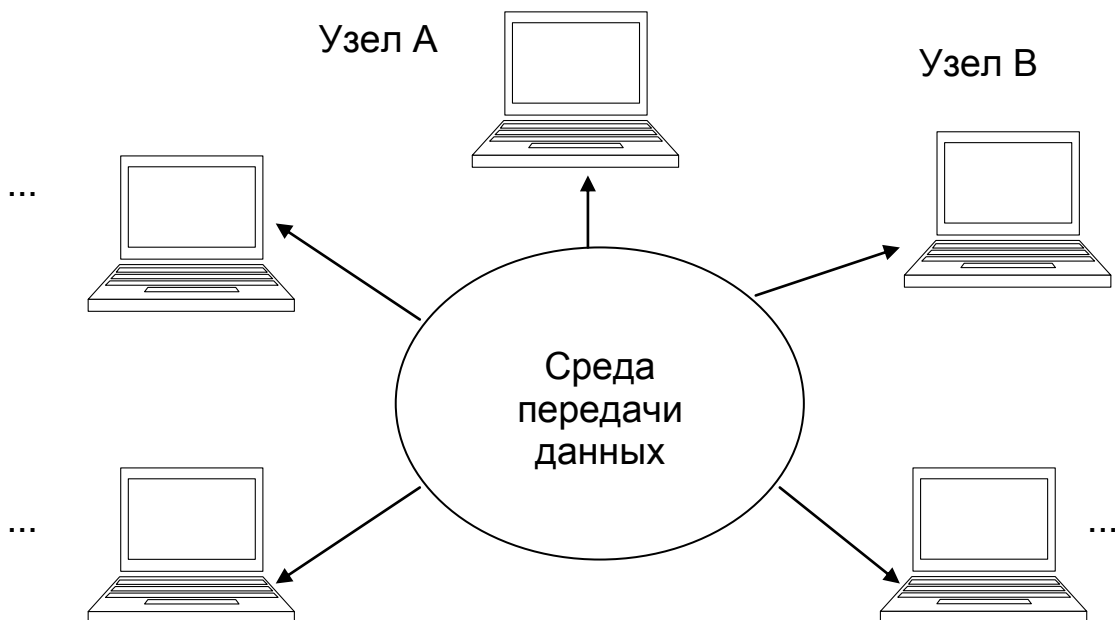 Узел А
Узел В
...
Среда
передачи
данных
...
...